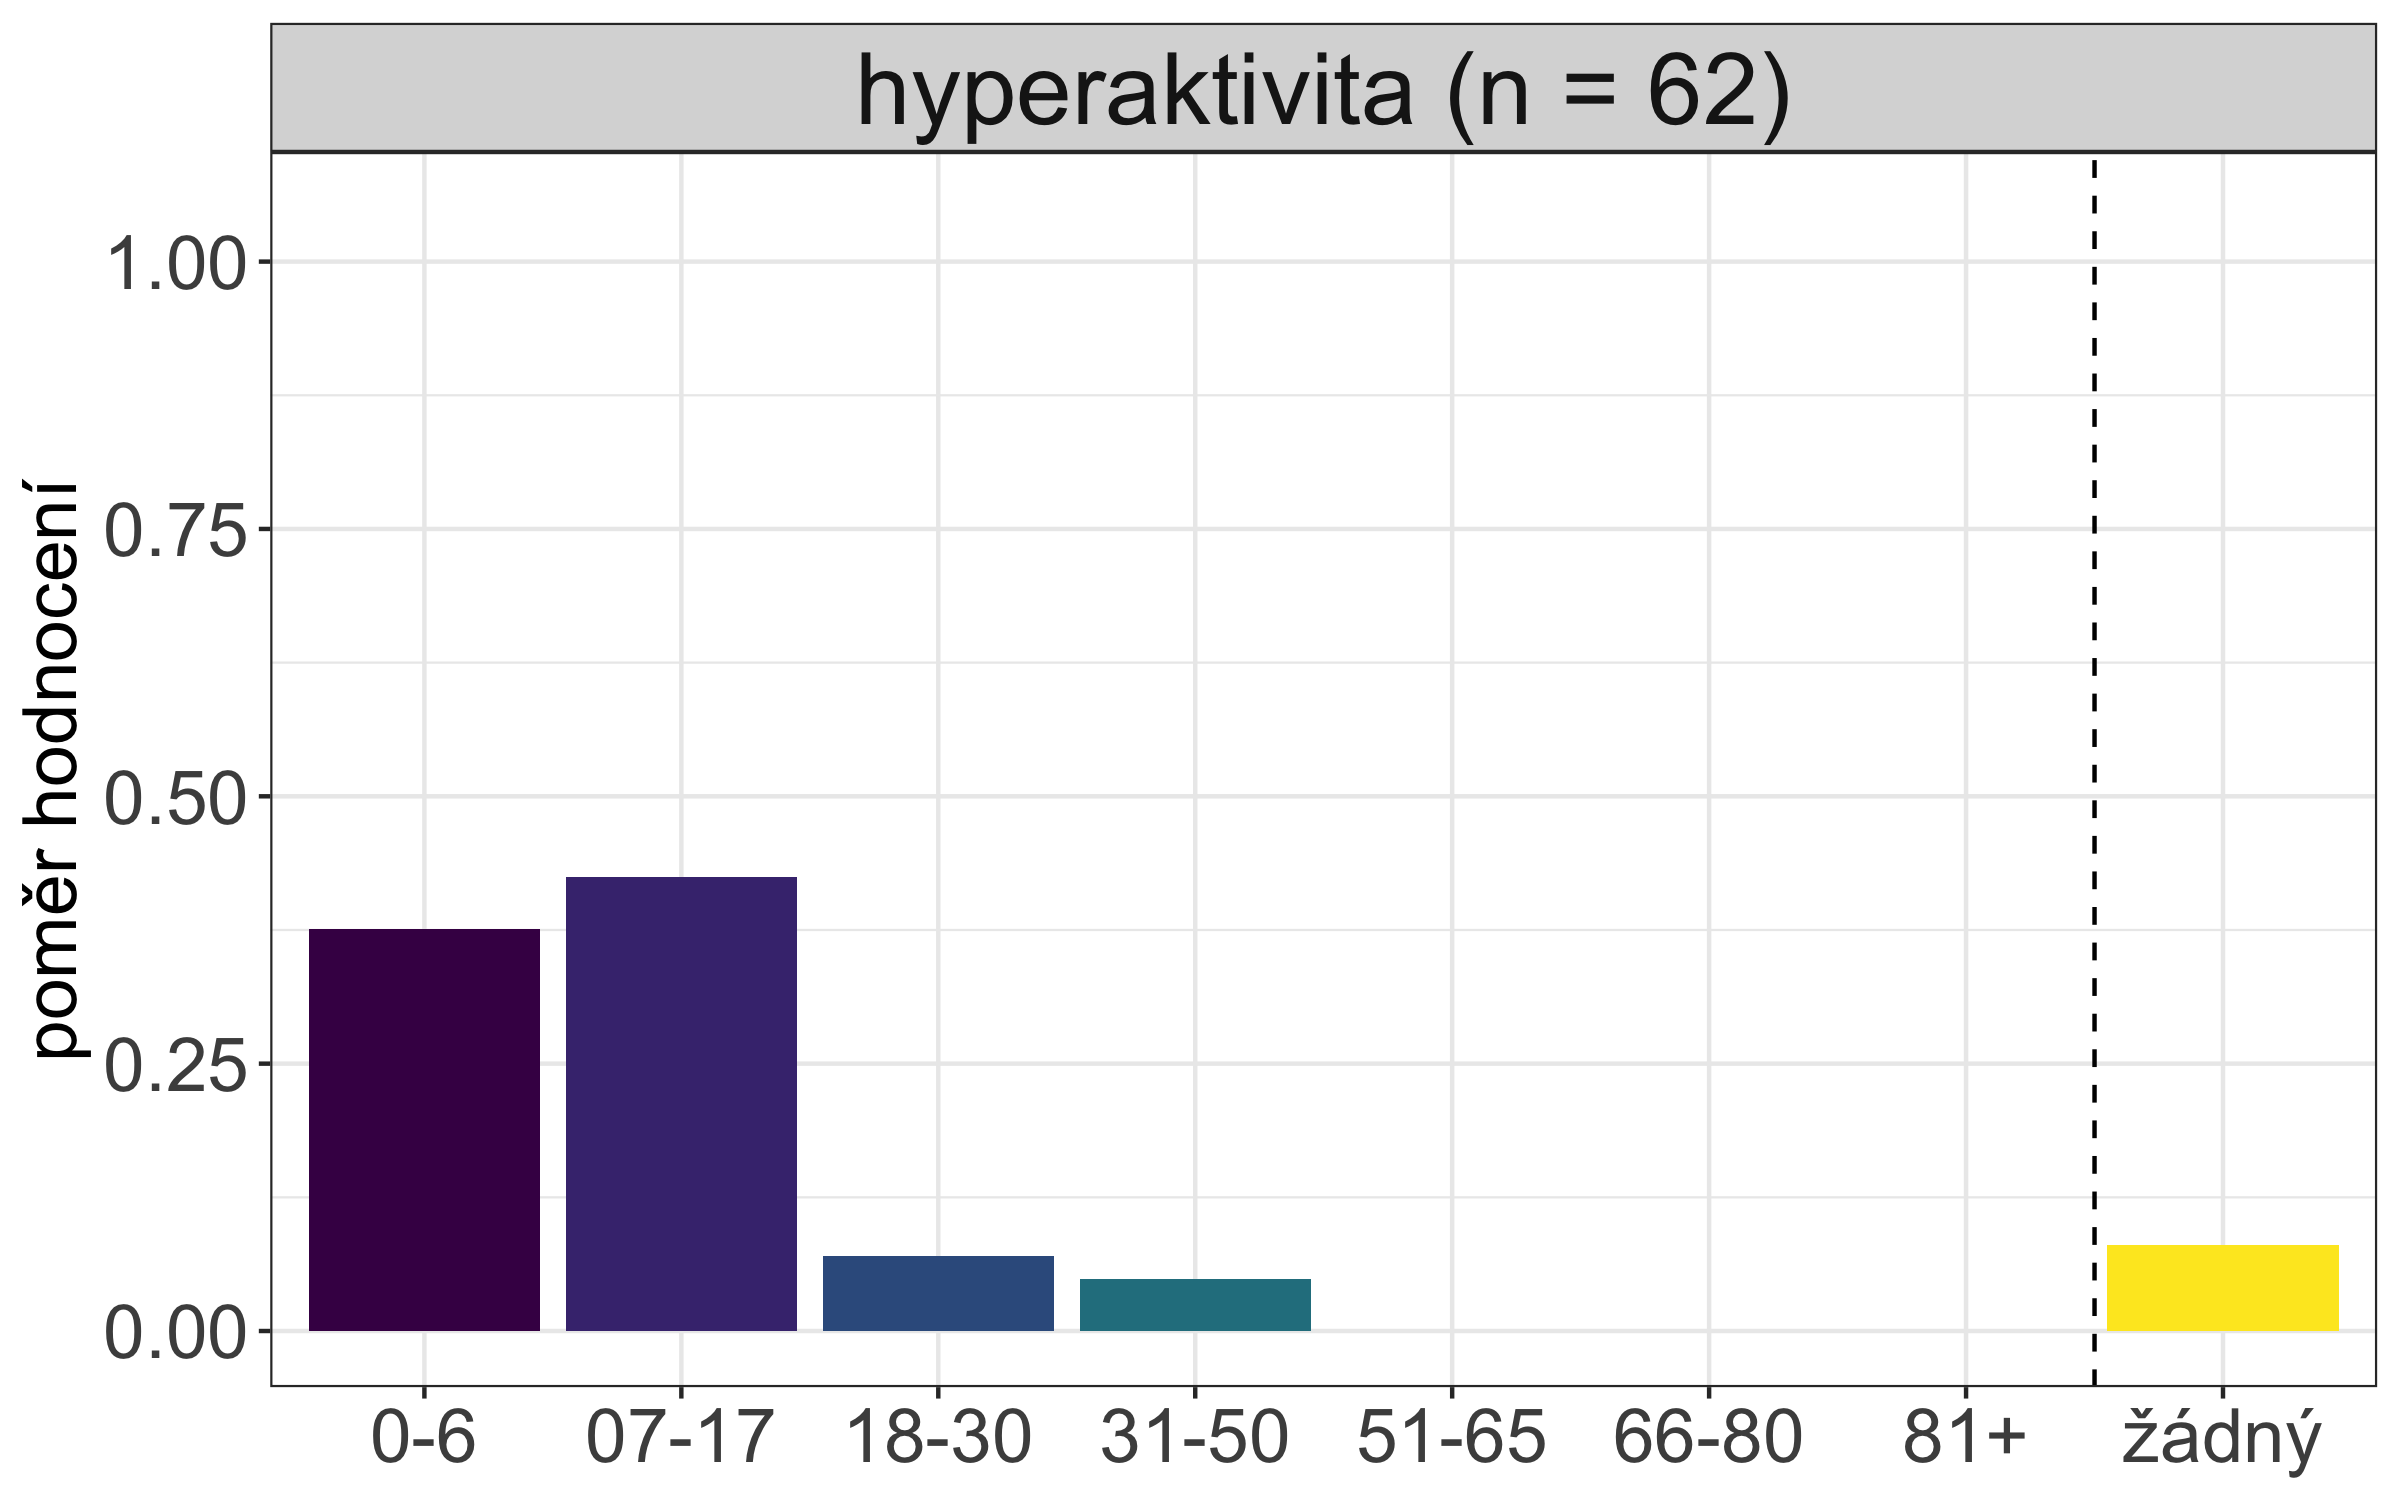 hyperaktivita (n = 62)
poměr hodnocení
1.00
0.75
0.50
0.25
0.00
0-6 07-17 18-30 31-50 51-65 66-80 81+ žádný